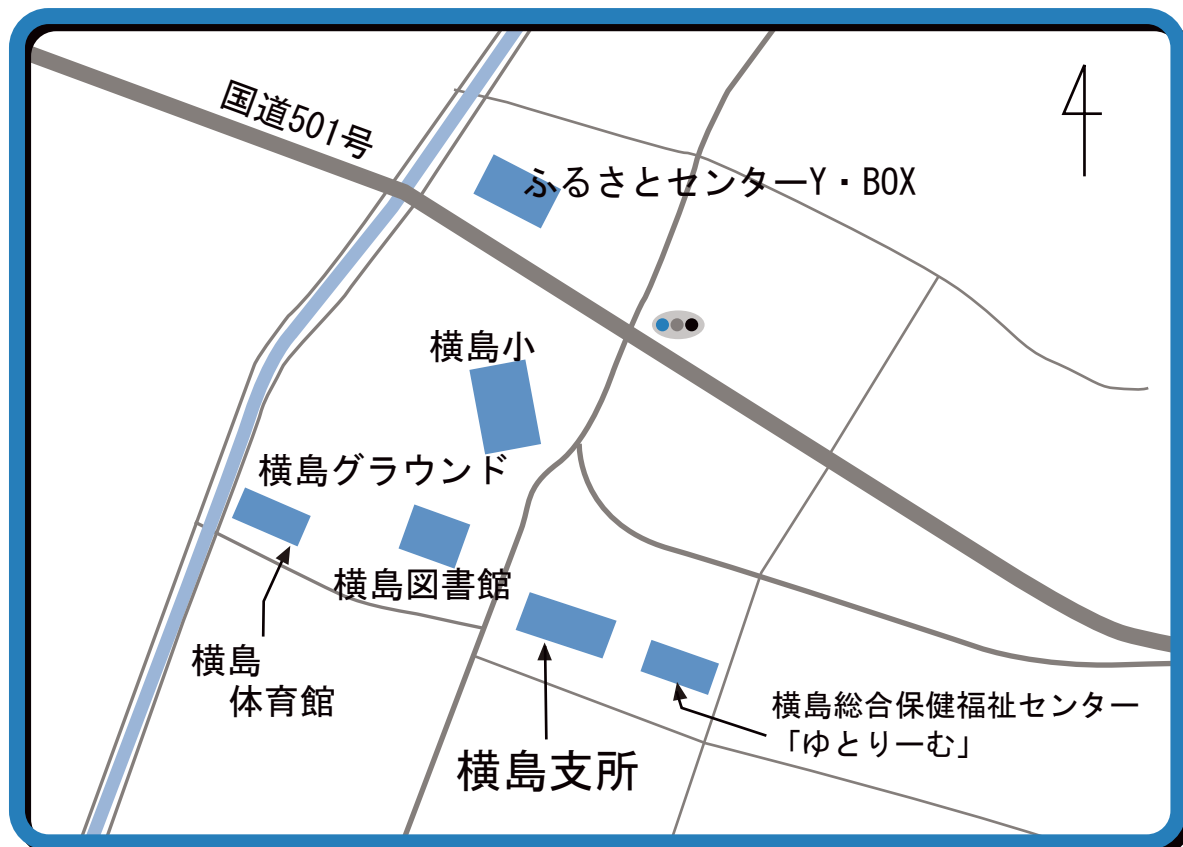 国道501号
ふるさとセンターY・BOX
横島小
横島グラウンド
横島図書館
横島
体育館
横島支所
横島総合保健福祉センター
「ゆとりーむ」